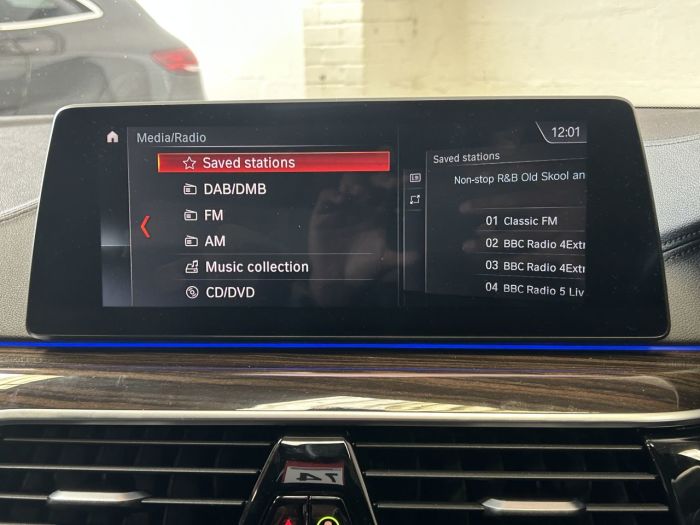 Media/Radio
12:01
Saved stations
DAB/DMB
FM
AM
Music collection
CD/DVD
Saved stations
Non-stop R&B Old Skool an
01 Classic FM
02 BBC Radio 4Extr
03 BBC Radio 4Extr
04 BBC Radio 5 Liv
74